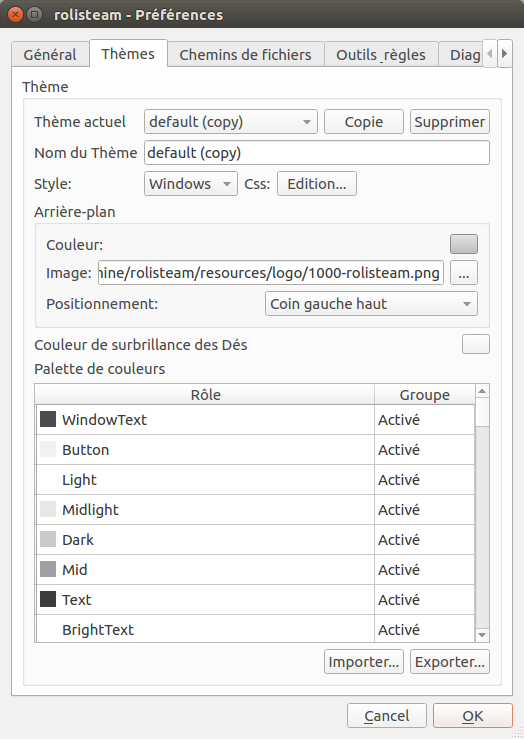 rolisteam - Préférences
Général Thèmes Chemins de fichiers Outils_règles Diag
Thème
Thème actuel default (copy) Copie Supprimer
Nom du Thème default (copy)
Style: Windows Css: Edition...
Arrière-plan
Couleur:
Image: nine/rolisteam/resources/logo/1000-rolisteam.png ...
Positionnement: Coin gauche haut
Couleur de surbrillance des Dés
Palette de couleurs
Rôle Groupe
WindowText Activé
Button Activé
Light Activé
Midlight Activé
Dark Activé
Mid Activé
Text Activé
BrightText Activé
Importer... Exporter...
Cancel OK